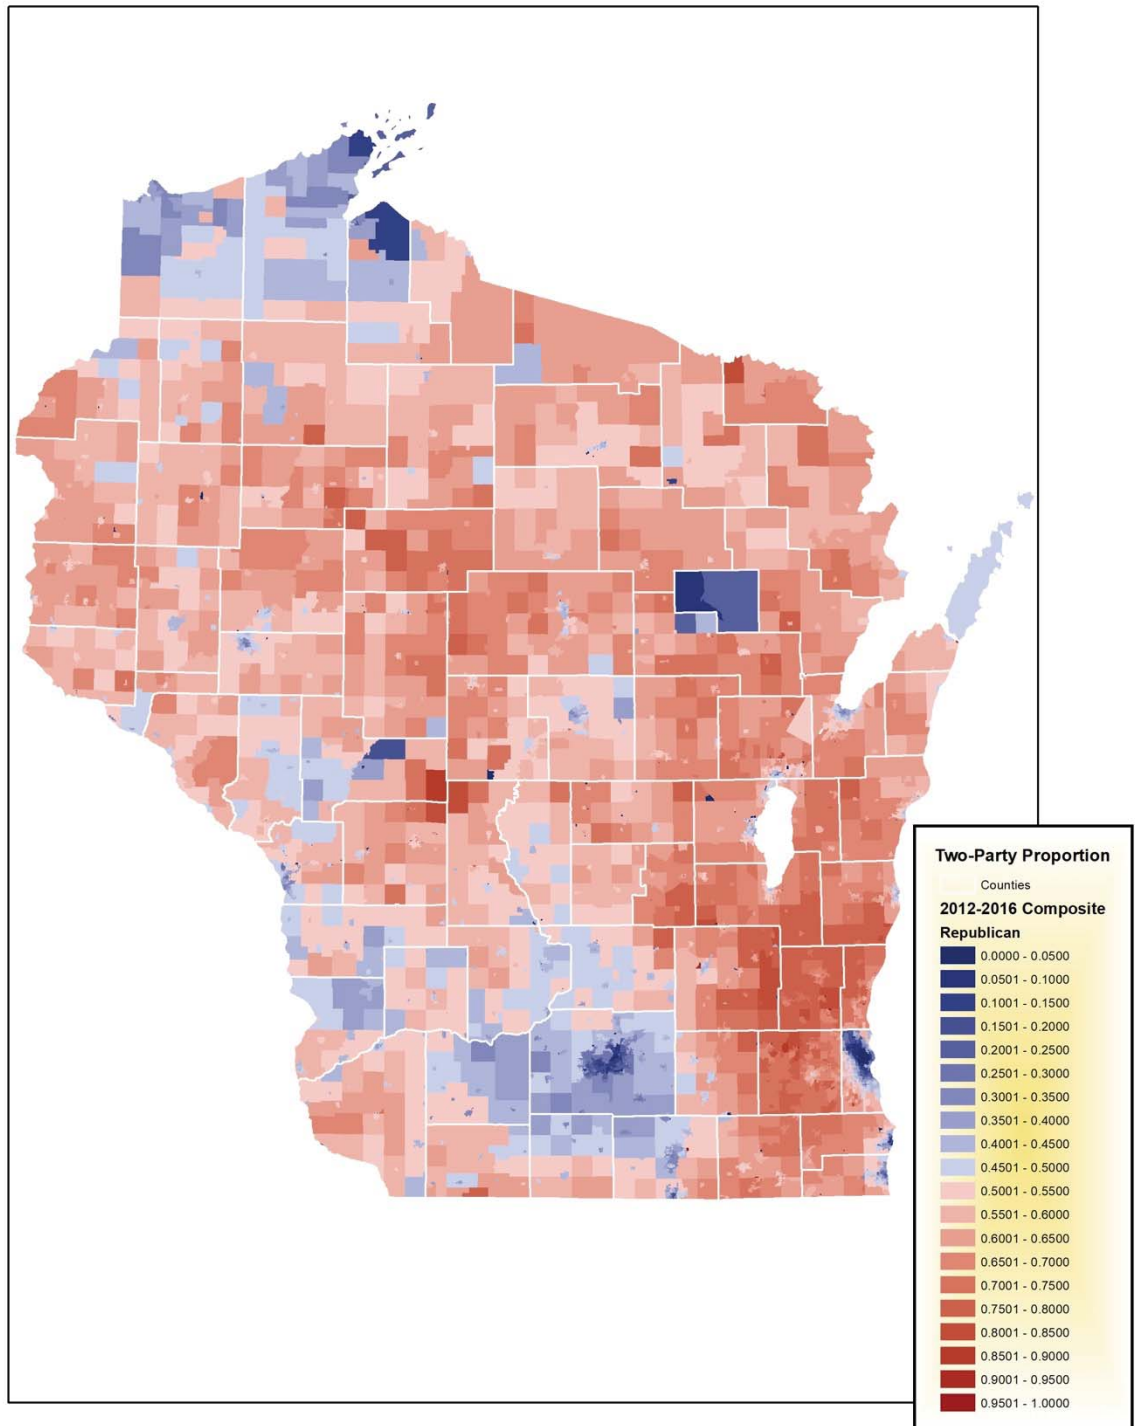 Two-Party Proportion
Counties
2012-2016 Composite
Republican
0.0000 - 0.0500
0.0501 - 0.1000
0.1001 - 0.1500
0.1501 - 0.2000
0.2001 - 0.2500
0.2501 - 0.3000
0.3001 - 0.3500
0.3501 - 0.4000
0.4001 - 0.4500
0.4501 - 0.5000
0.5001 - 0.5500
0.5501 - 0.6000
0.6001 - 0.6500
0.6501 - 0.7000
0.7001 - 0.7500
0.7501 - 0.8000
0.8001 - 0.8500
0.8501 - 0.9000
0.9001 - 0.9500
0.9501 - 1.0000